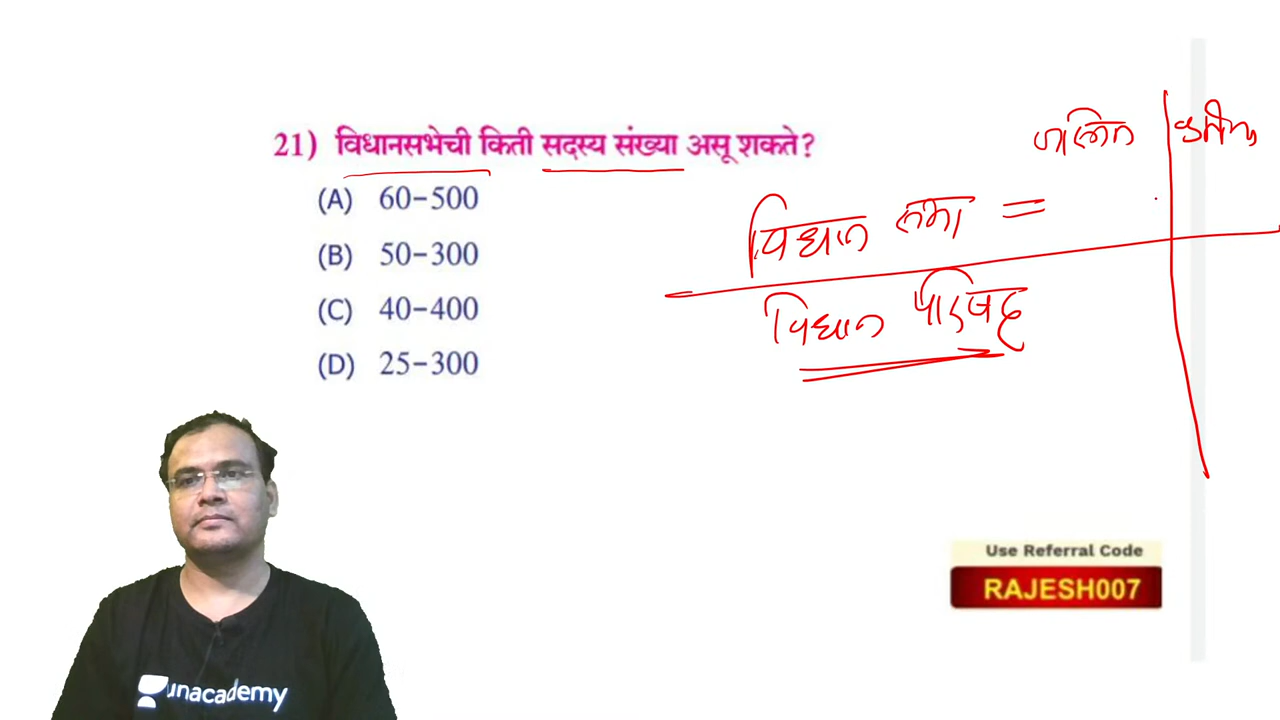 21) विधानसभेची किती सदस्य संख्या असू शकते?
(A) 60-500
(B) 50-300
(C) 40-400
(D) 25-300
विधान सभा =
विधान परिषद
unacademy
Use Referral Code
RAJESH007